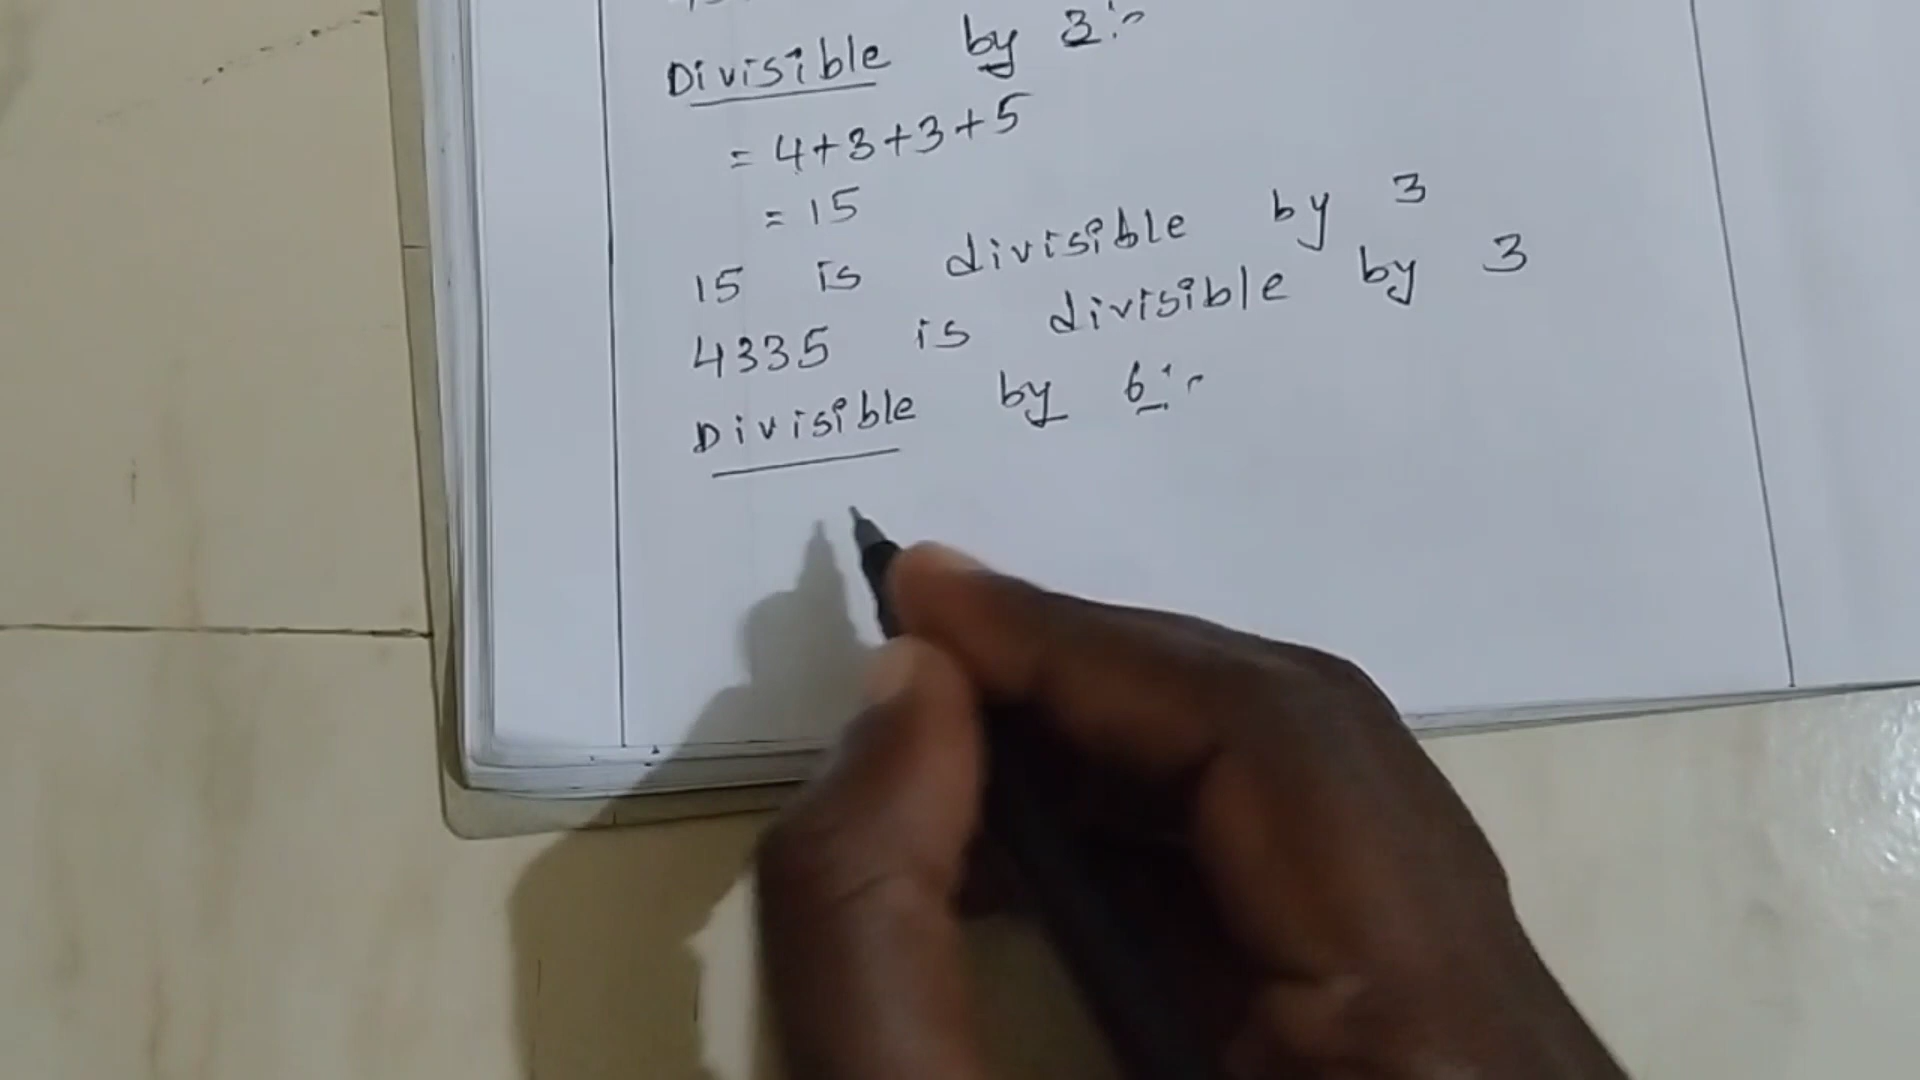 Divisible by 3:-
= 4+3+3+5
= 15
15 is divisible by 3
4335 is divisible by 3
Divisible by 6:-